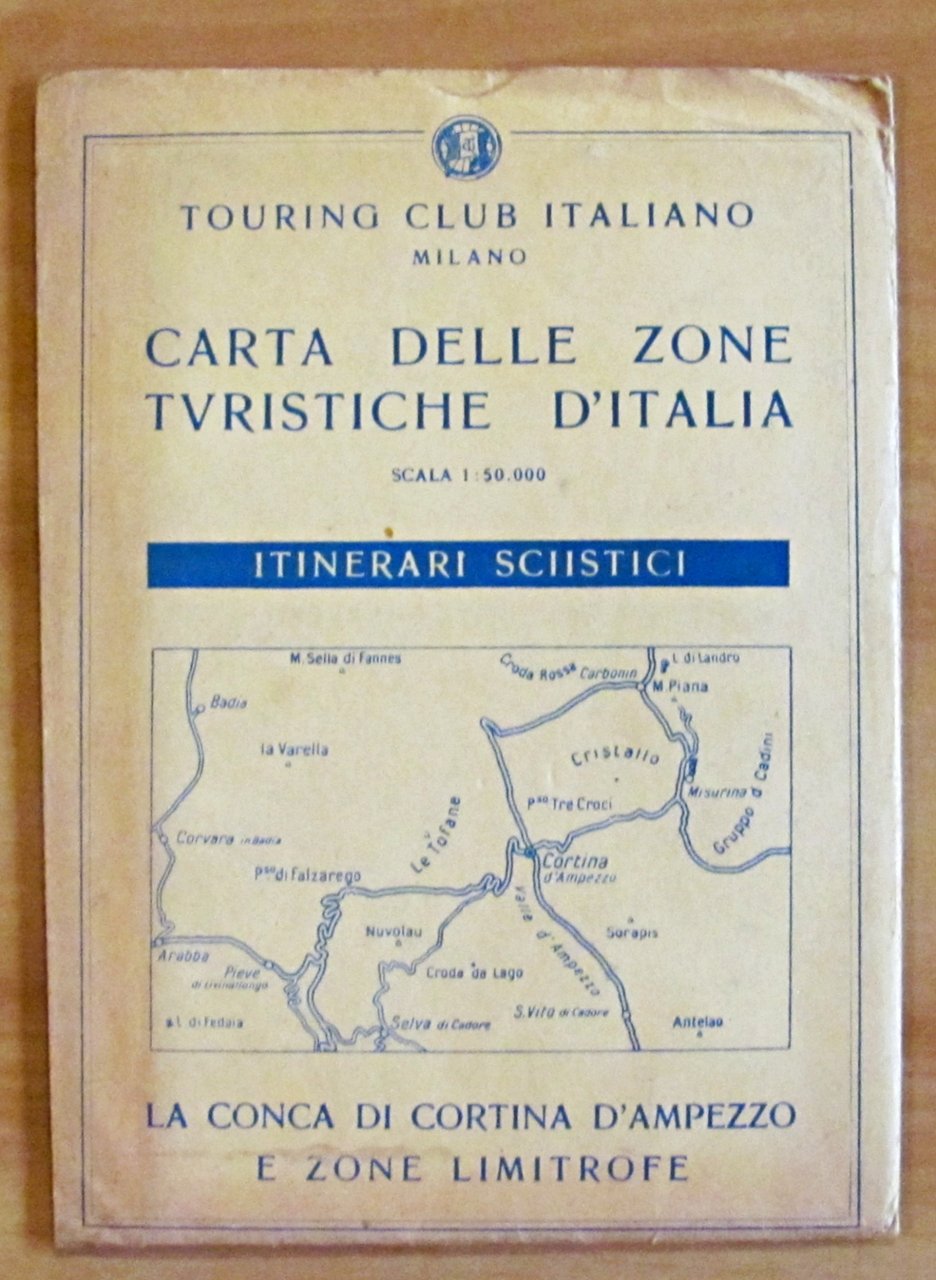 TOURING CLUB ITALIANO
MILANO
CARTA DELLE ZONE
TVRISTICHE D'ITALIA
SCALA 1:50.000
ITINERARI SCIISTICI
M. Sella di Fannes
Croda Rossa
Carbonin
L. di Landro
M. Piana
Badia
la Varella
Cristallo
Misurina
Gruppo d. Cadini
Pso Tre Croci
Le Tofane
Corvara in Badia
Pso di Falzarego
Cortina
d'Ampezzo
Valle d'Ampezzo
Nuvolau
Sorapis
Arabba
Pieve
di Livinallongo
Croda da Lago
S. Vito di Cadore
L. di Fedaia
Selva di Cadore
Antelao
LA CONCA DI CORTINA D'AMPEZZO
E ZONE LIMITROFE